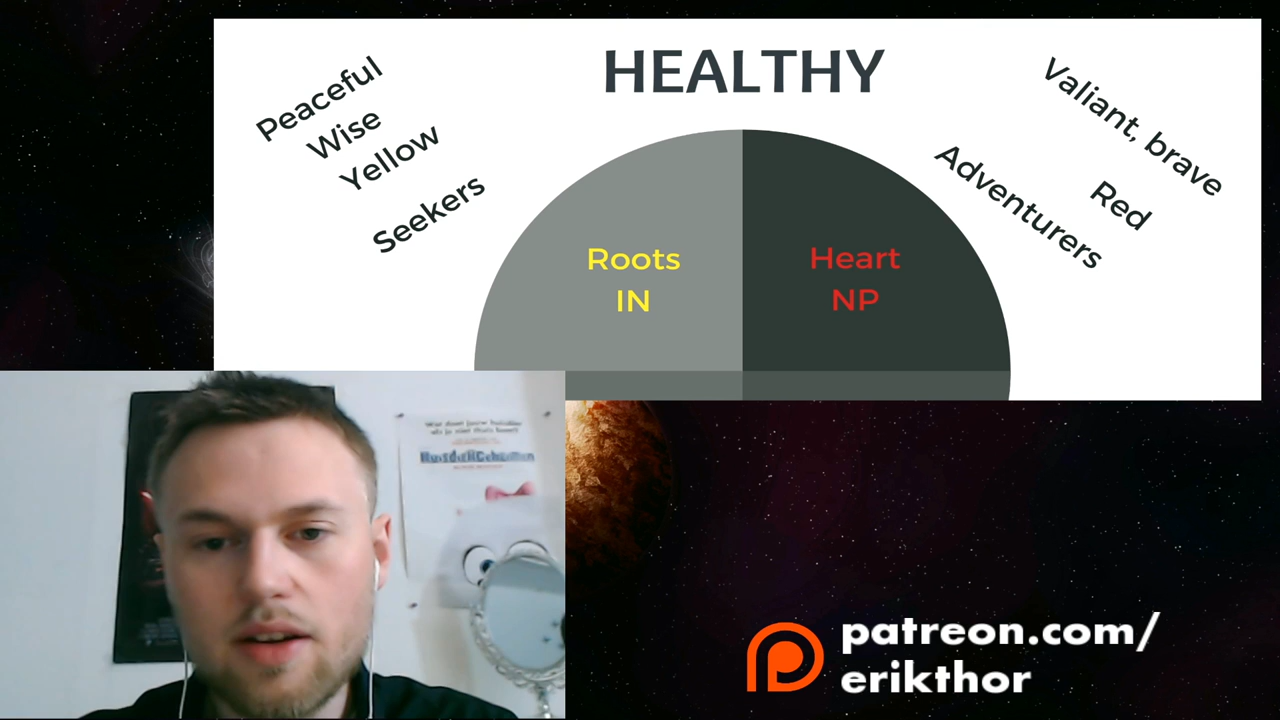 HEALTHY
Peaceful
Wise
Yellow
Seekers
Valiant, brave
Red
Adventurers
Roots
IN
Heart
NP
patreon.com/
erikthor